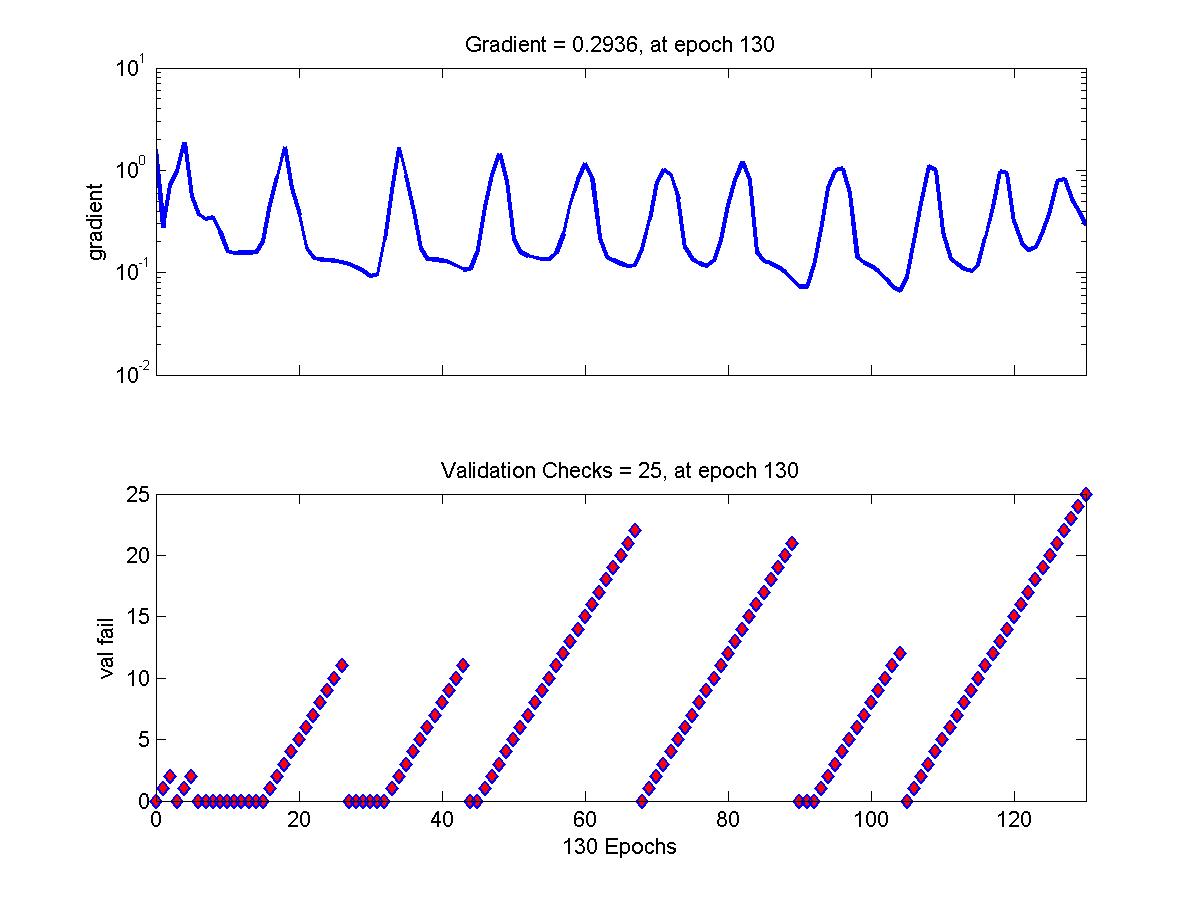 Gradient = 0.2936, at epoch 130
10^1
10^0
10^-1
10^-2
gradient
Validation Checks = 25, at epoch 130
25
20
15
10
5
0
val fail
0 20 40 60 80 100 120
130 Epochs